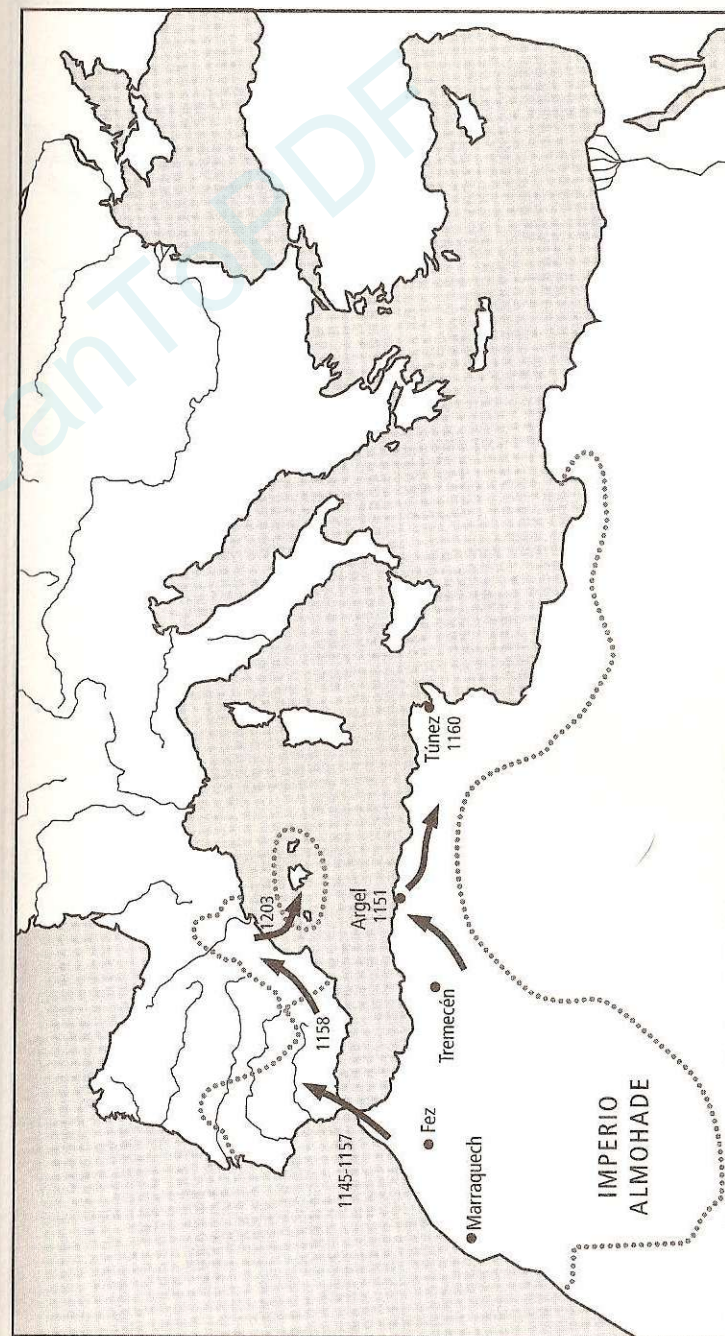 1203
1158
1145-1157
Argel
1151
Túnez
1160
Tremecén
Fez
Marraquech
IMPERIO
ALMOHADE